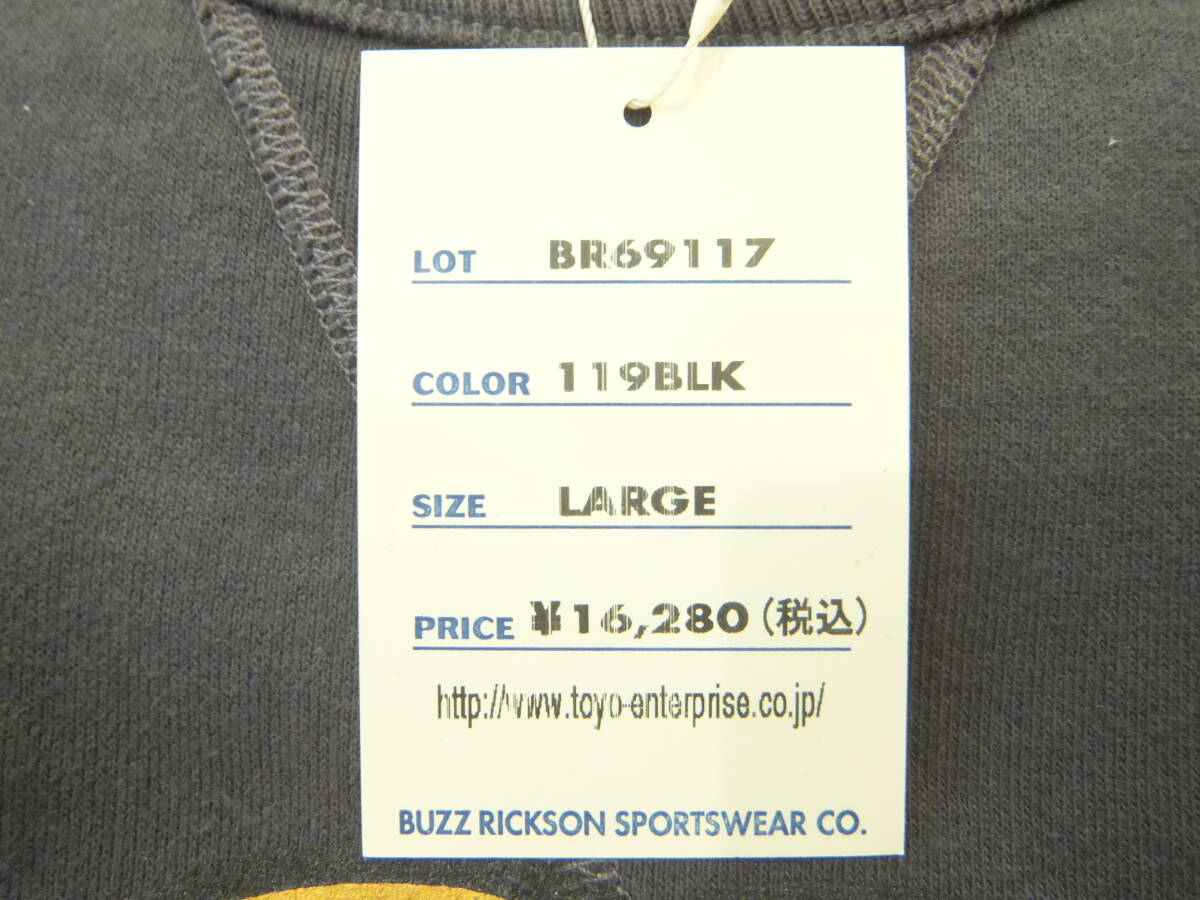 LOT BR69117
COLOR 119BLK
SIZE LARGE
PRICE ¥16,280(税込)
http://www.toyo-enterprise.co.jp/
BUZZ RICKSON SPORTSWEAR CO.